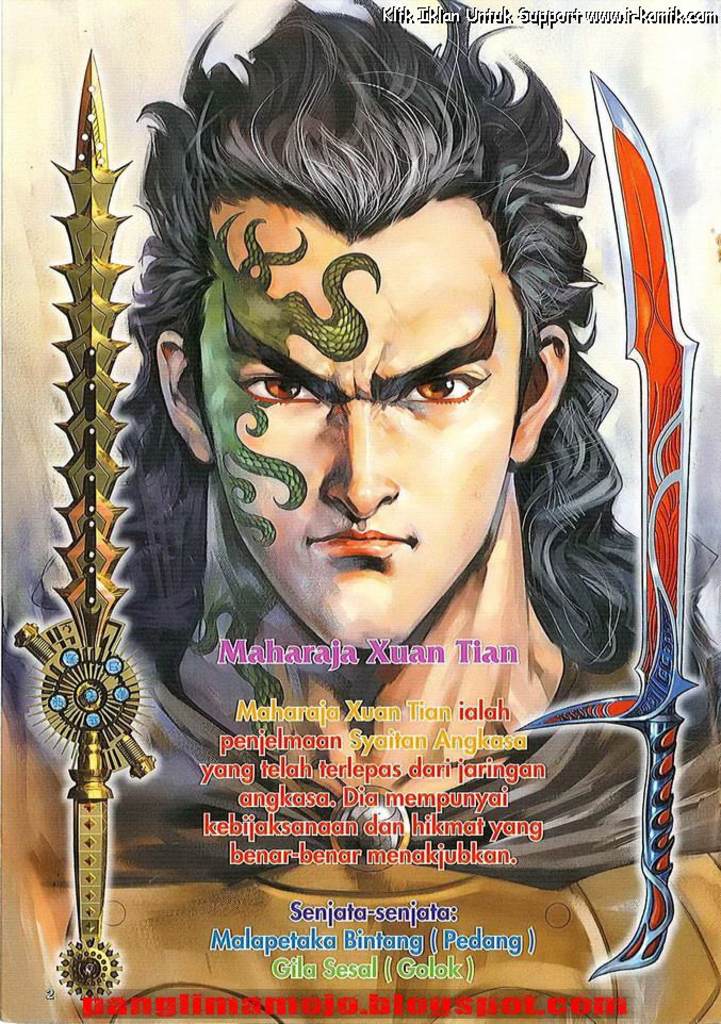 Klik Iklan Untuk Support www.ir-komik.com
Maharaja Xuan Tian
Maharaja Xuan Tian ialah
penjelmaan Syaitan Angkasa
yang telah terlepas dari jaringan
angkasa. Dia mempunyai
kebijaksanaan dan hikmat yang
benar-benar menakjubkan.
Senjata-senjata:
Malapetaka Bintang ( Pedang )
Gila Sesal ( Golok )
2
panglimamojo.blogspot.com